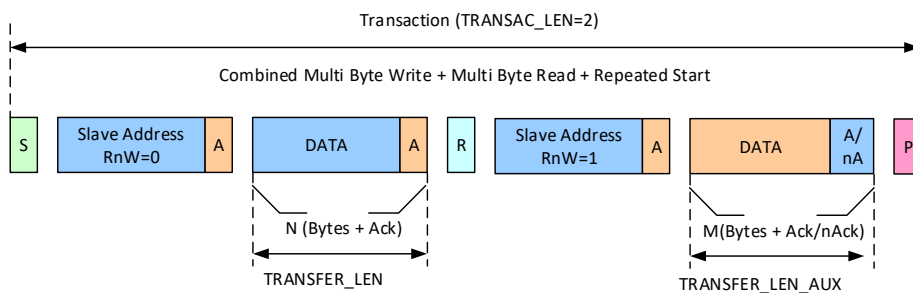 Transaction (TRANSAC_LEN=2)
Combined Multi Byte Write + Multi Byte Read + Repeated Start
S
Slave Address
RnW=0
A
DATA
A
R
Slave Address
RnW=1
A
DATA
A/
nA
P
N (Bytes + Ack)
M(Bytes + Ack/nAck)
TRANSFER_LEN
TRANSFER_LEN_AUX